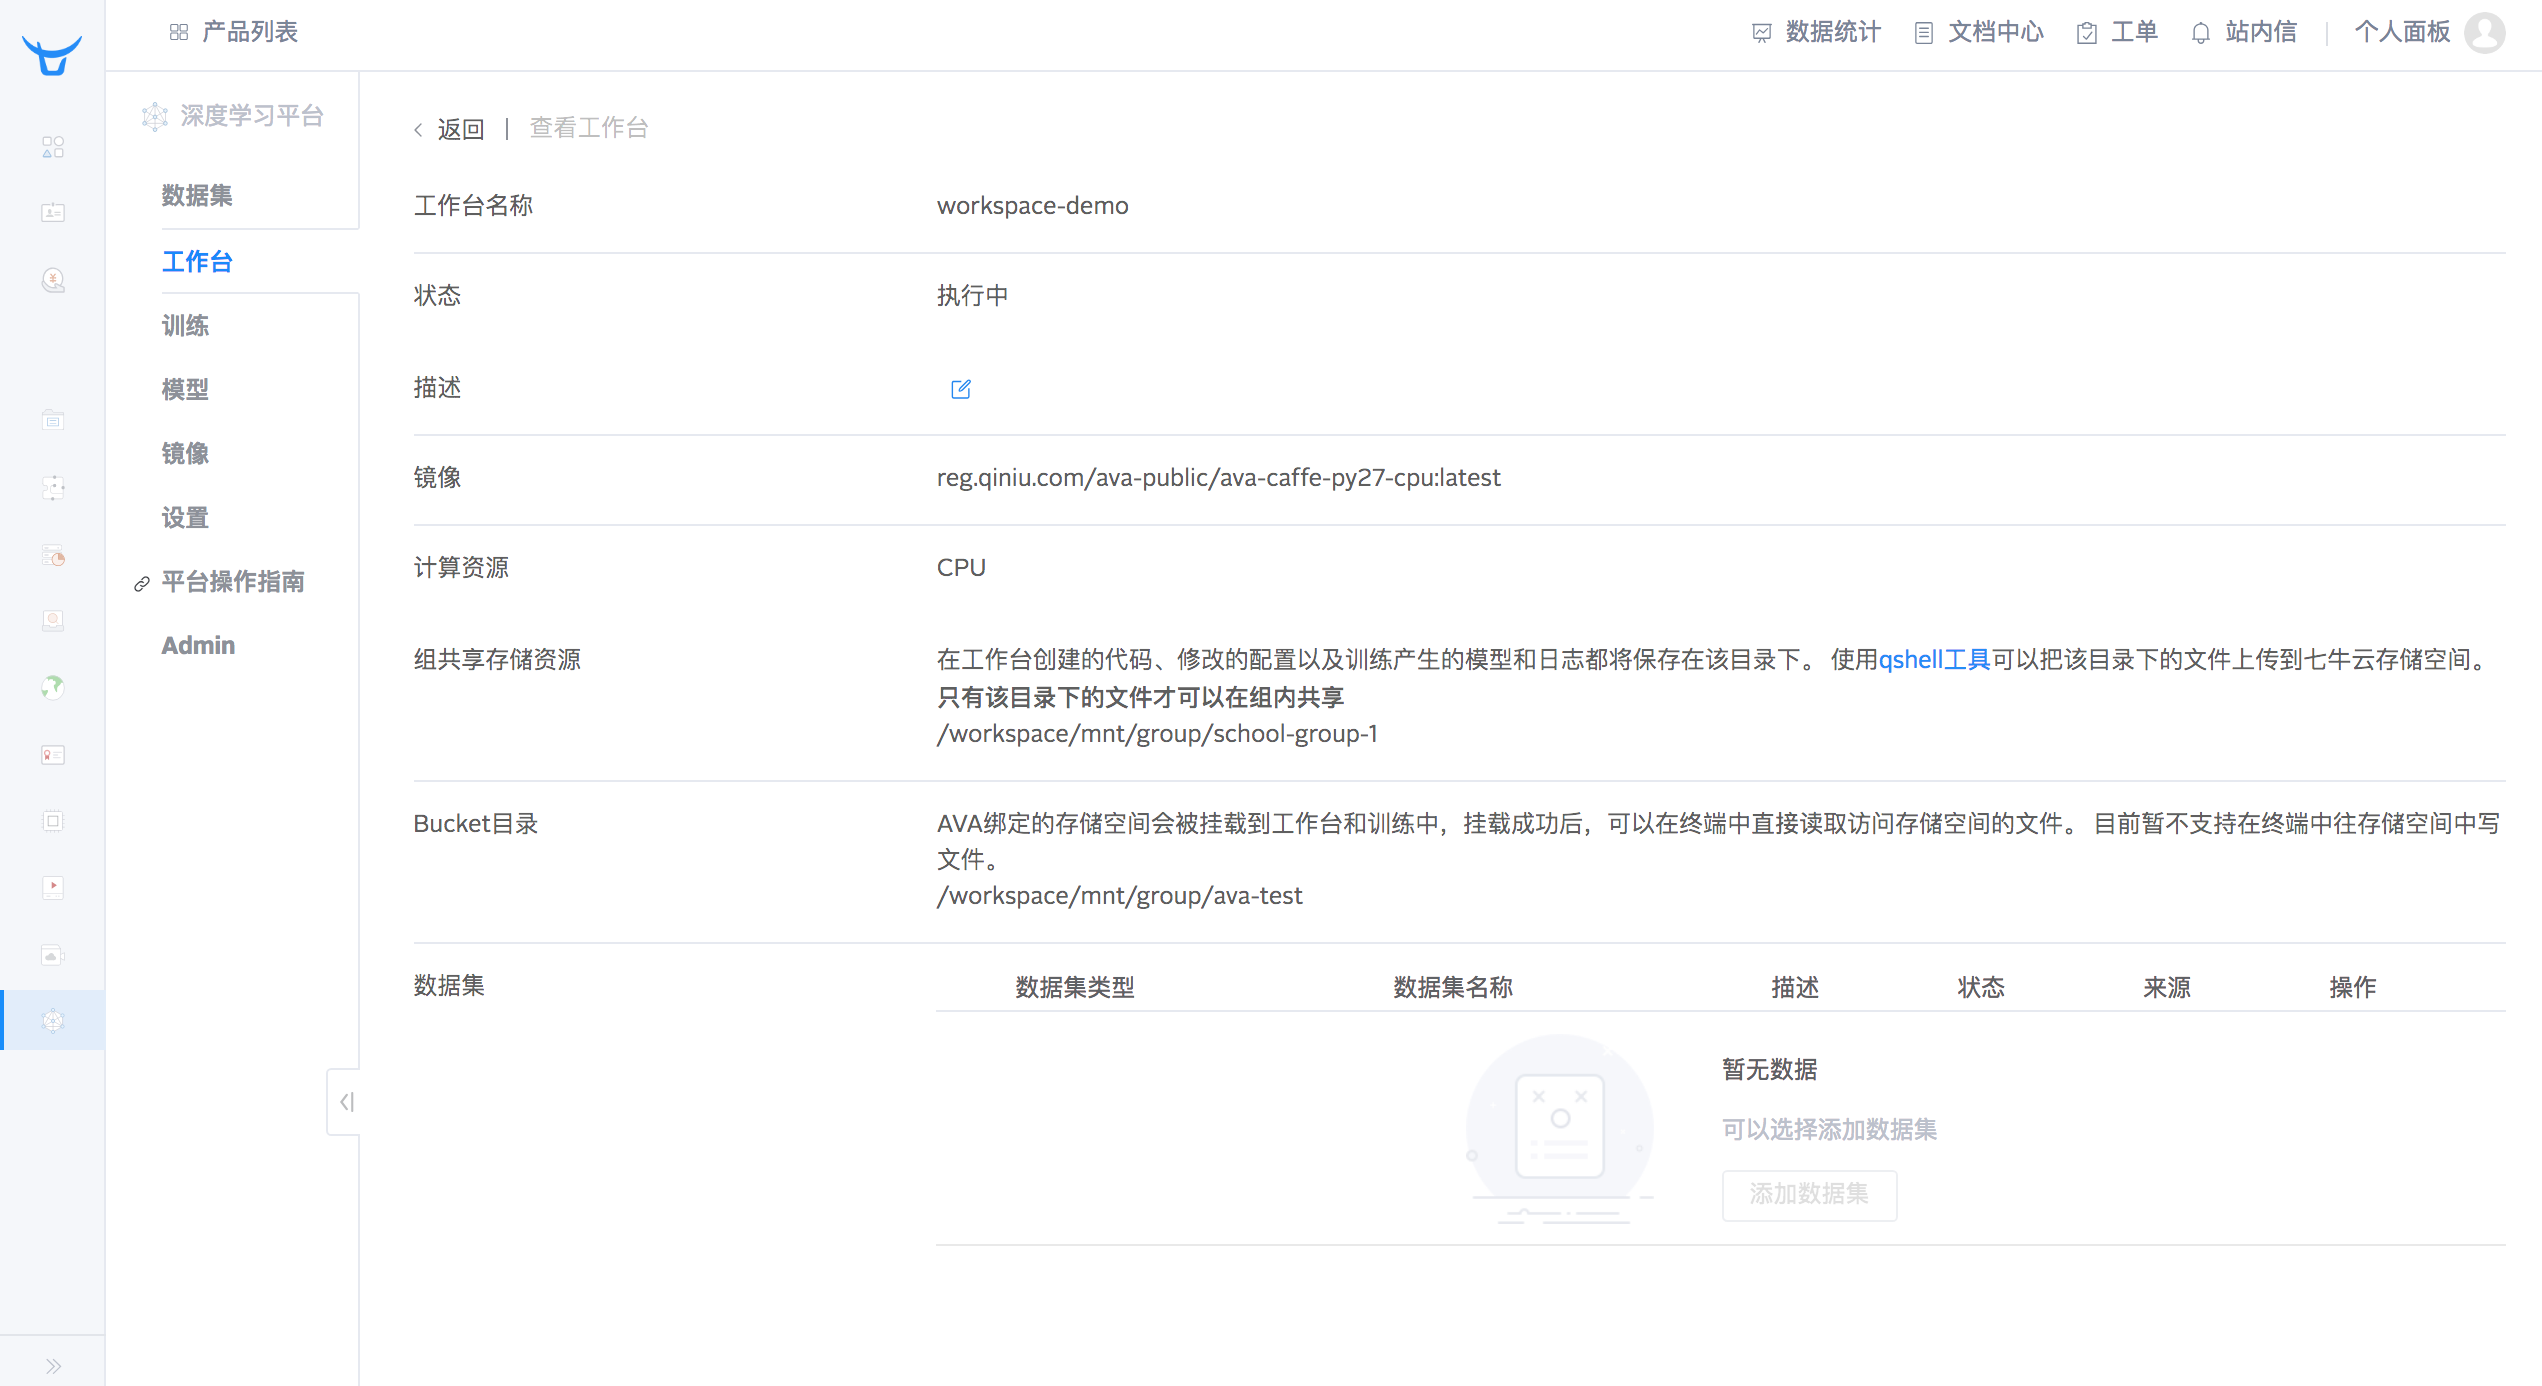 产品列表
数据统计
文档中心
工单
站内信
个人面板
深度学习平台
数据集
工作台
训练
模型
镜像
设置
平台操作指南
Admin
返回 | 查看工作台
工作台名称 workspace-demo
状态 执行中
描述
镜像 reg.qiniu.com/ava-public/ava-caffe-py27-cpu:latest
计算资源 CPU
组共享存储资源 在工作台创建的代码、修改的配置以及训练产生的模型和日志都将保存在该目录下。 使用qshell工具可以把该目录下的文件上传到七牛云存储空间。
只有该目录下的文件才可以在组内共享
/workspace/mnt/group/school-group-1
Bucket目录 AVA绑定的存储空间会被挂载到工作台和训练中，挂载成功后，可以在终端中直接读取访问存储空间的文件。 目前暂不支持在终端中往存储空间中写
文件。
/workspace/mnt/group/ava-test
数据集 数据集类型 数据集名称 描述 状态 来源 操作
暂无数据
可以选择添加数据集
添加数据集